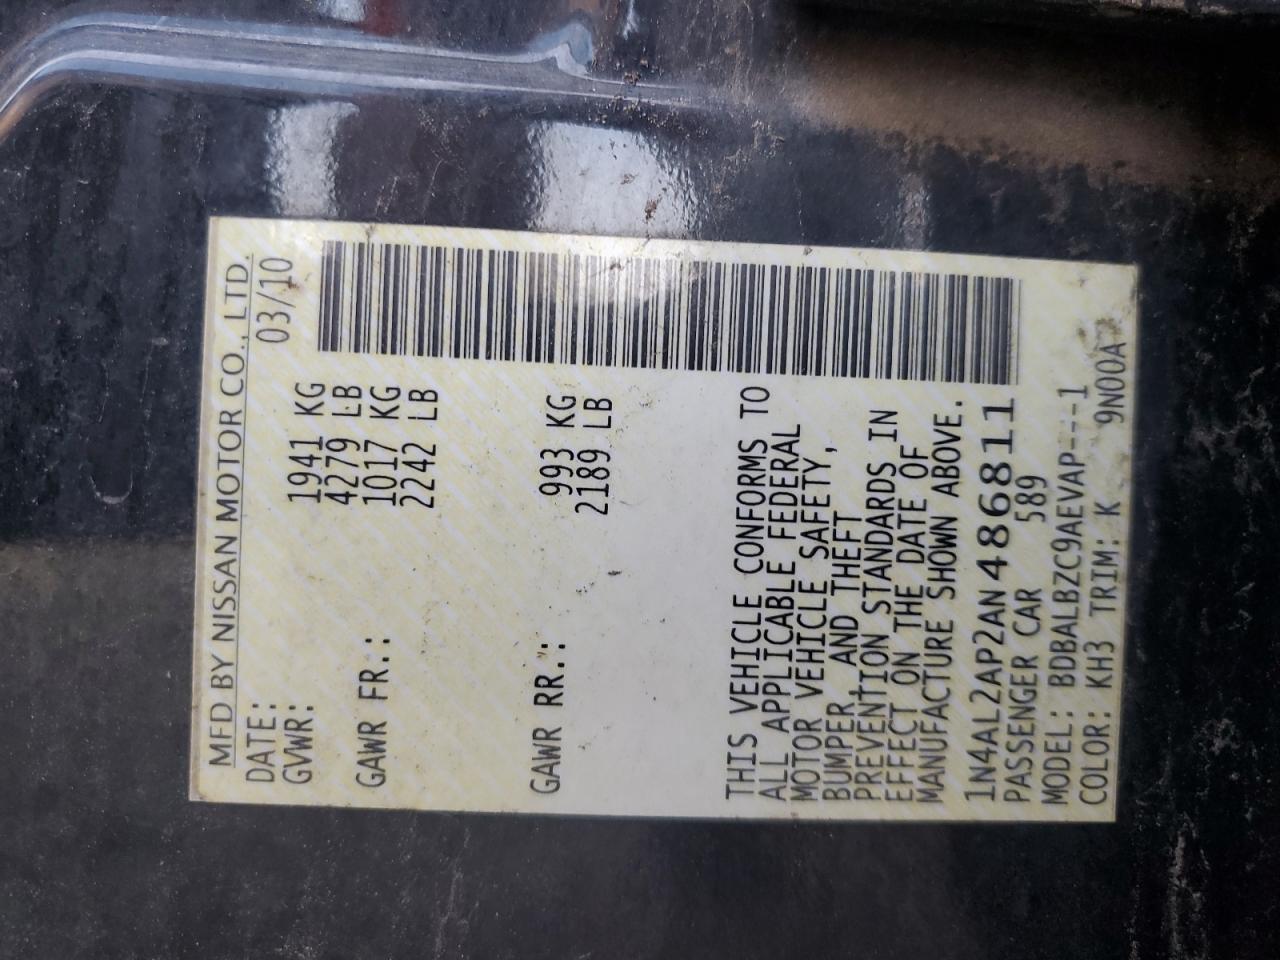 MFD BY NISSAN MOTOR CO., LTD.
DATE: 03/10
GVWR: 1941 KG
4279 LB
GAWR FR.: 1017 KG
2242 LB
GAWR RR.: 993 KG
2189 LB
THIS VEHICLE CONFORMS TO
ALL APPLICABLE FEDERAL
MOTOR VEHICLE SAFETY,
BUMPER, AND THEFT
PREVENTION STANDARDS IN
EFFECT ON THE DATE OF
MANUFACTURE SHOWN ABOVE.
1N4AL2AP2AN486811
PASSENGER CAR 589
MODEL: BDBALBZC9AEVAP---1
COLOR: KH3 TRIM: K 9N00A